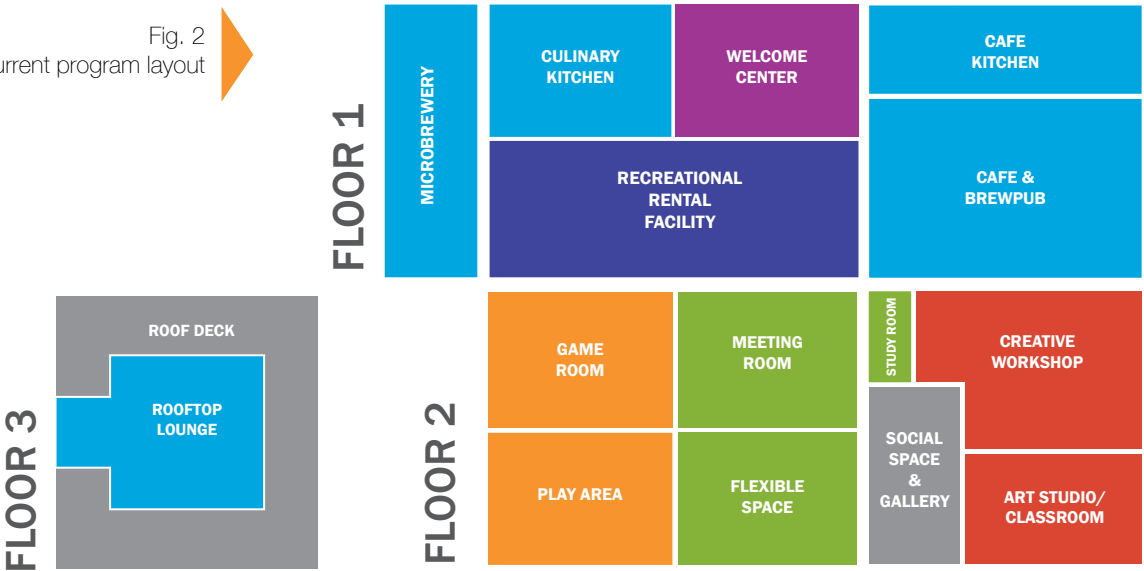 Fig. 2
urrent program layout
FLOOR 1
MICROBREWERY
CULINARY
KITCHEN
WELCOME
CENTER
RECREATIONAL
RENTAL
FACILITY
CAFE
KITCHEN
CAFE &
BREWPUB
FLOOR 3
ROOF DECK
ROOFTOP
LOUNGE
FLOOR 2
GAME
ROOM
MEETING
ROOM
PLAY AREA
FLEXIBLE
SPACE
STUDY ROOM
CREATIVE
WORKSHOP
SOCIAL
SPACE
&
GALLERY
ART STUDIO/
CLASSROOM